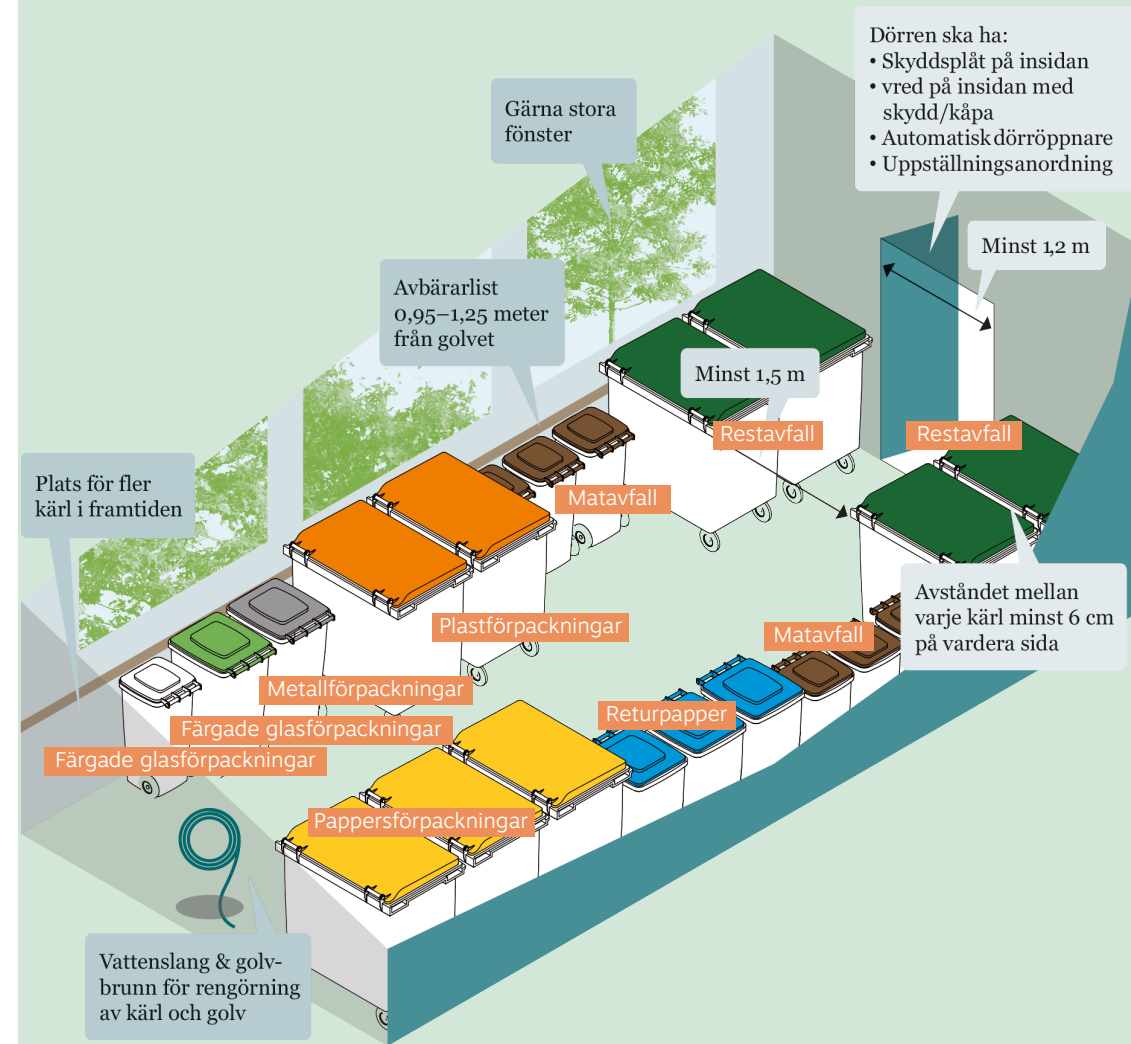 Dörren ska ha:
• Skyddsplåt på insidan
• vred på insidan med
skydd/kåpa
• Automatisk dörröppnare
• Uppställningsanordning
Gärna stora
fönster
Minst 1,2 m
Avbärarlist
0,95–1,25 meter
från golvet
Minst 1,5 m
Restavfall
Restavfall
Plats för fler
kärl i framtiden
Matavfall
Avståndet mellan
varje kärl minst 6 cm
på vardera sida
Plastförpackningar
Matavfall
Metallförpackningar
Returpapper
Färgade glasförpackningar
Färgade glasförpackningar
Pappersförpackningar
Vattenslang & golv-
brunn för rengörning
av kärl och golv